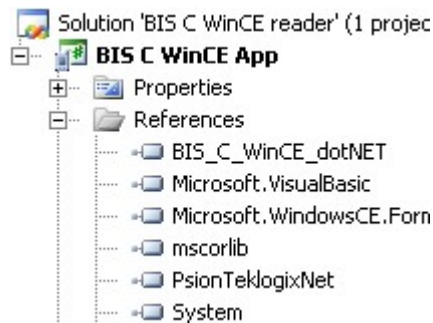 Solution 'BIS C WinCE reader' (1 projec
BIS C WinCE App
Properties
References
BIS_C_WinCE_dotNET
Microsoft.VisualBasic
Microsoft.WindowsCE.Forn
mscorlib
PsionTeklogixNet
System